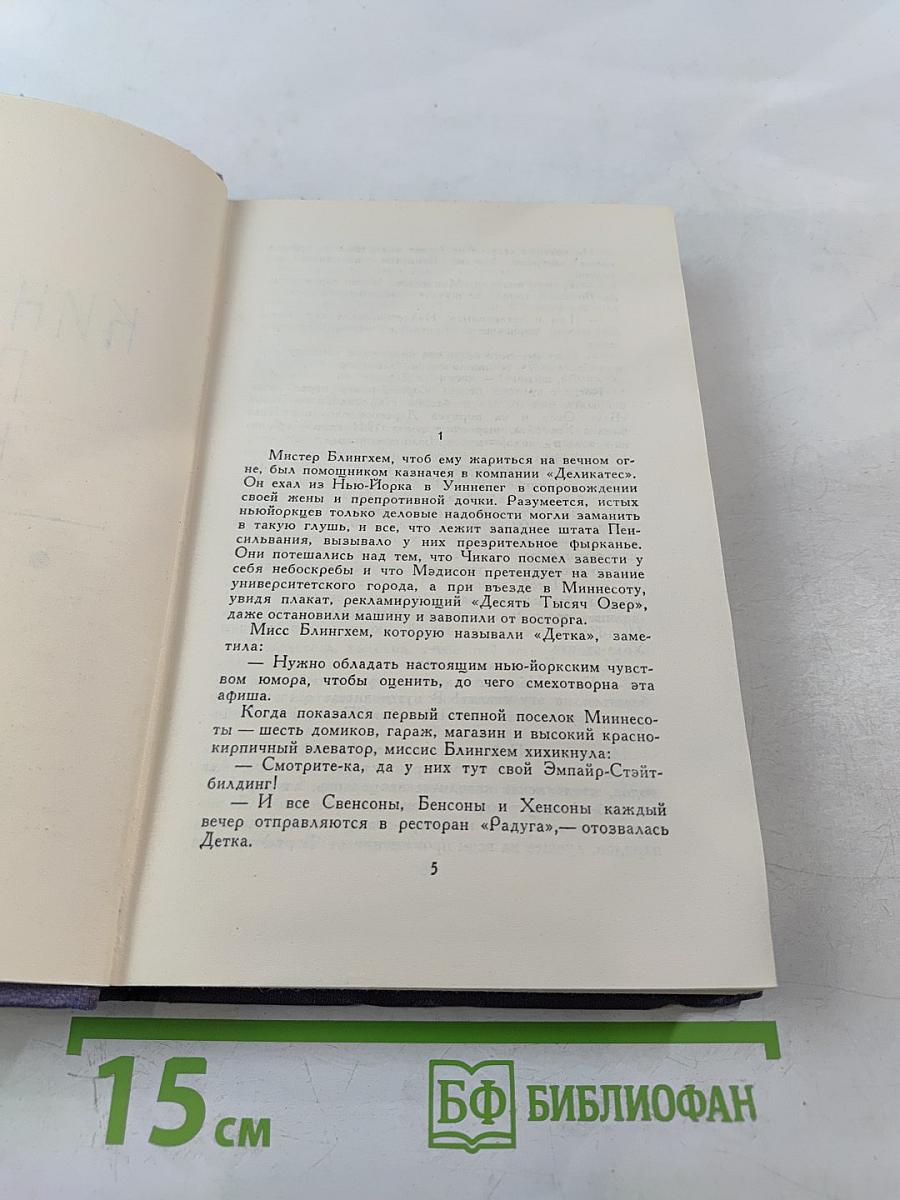 КИН
1
Мистер Блингхем, чтоб ему жариться на вечном ог-
не, был помощником казначея в компании «Деликатес».
Он ехал из Нью-Йорка в Уиннепег в сопровождении
своей жены и препротивной дочки. Разумеется, истых
ньюйоркцев только деловые надобности могли заманить
в такую глушь, и все, что лежит западнее штата Пен-
сильвания, вызывало у них презрительное фырканье.
Они потешались над тем, что Чикаго посмел завести у
себя небоскребы и что Мэдисон претендует на звание
университетского города, а при въезде в Миннесоту,
увидя плакат, рекламирующий «Десять Тысяч Озер»,
даже остановили машину и завопили от восторга.
Мисс Блингхем, которую называли «Детка», заме-
тила:
— Нужно обладать настоящим нью-йоркским чувст-
вом юмора, чтобы оценить, до чего смехотворна эта
афиша.
Когда показался первый степной поселок Миннесо-
ты — шесть домиков, гараж, магазин и высокий красно-
кирпичный элеватор, миссис Блингхем хихикнула:
— Смотрите-ка, да у них тут свой Эмпайр-Стэйт-
билдинг!
— И все Свенсоны, Бенсоны и Хенсоны каждый
вечер отправляются в ресторан «Радуга»,— отозвалась
Детка.
5
15 см
БФ БИБЛИОФАН